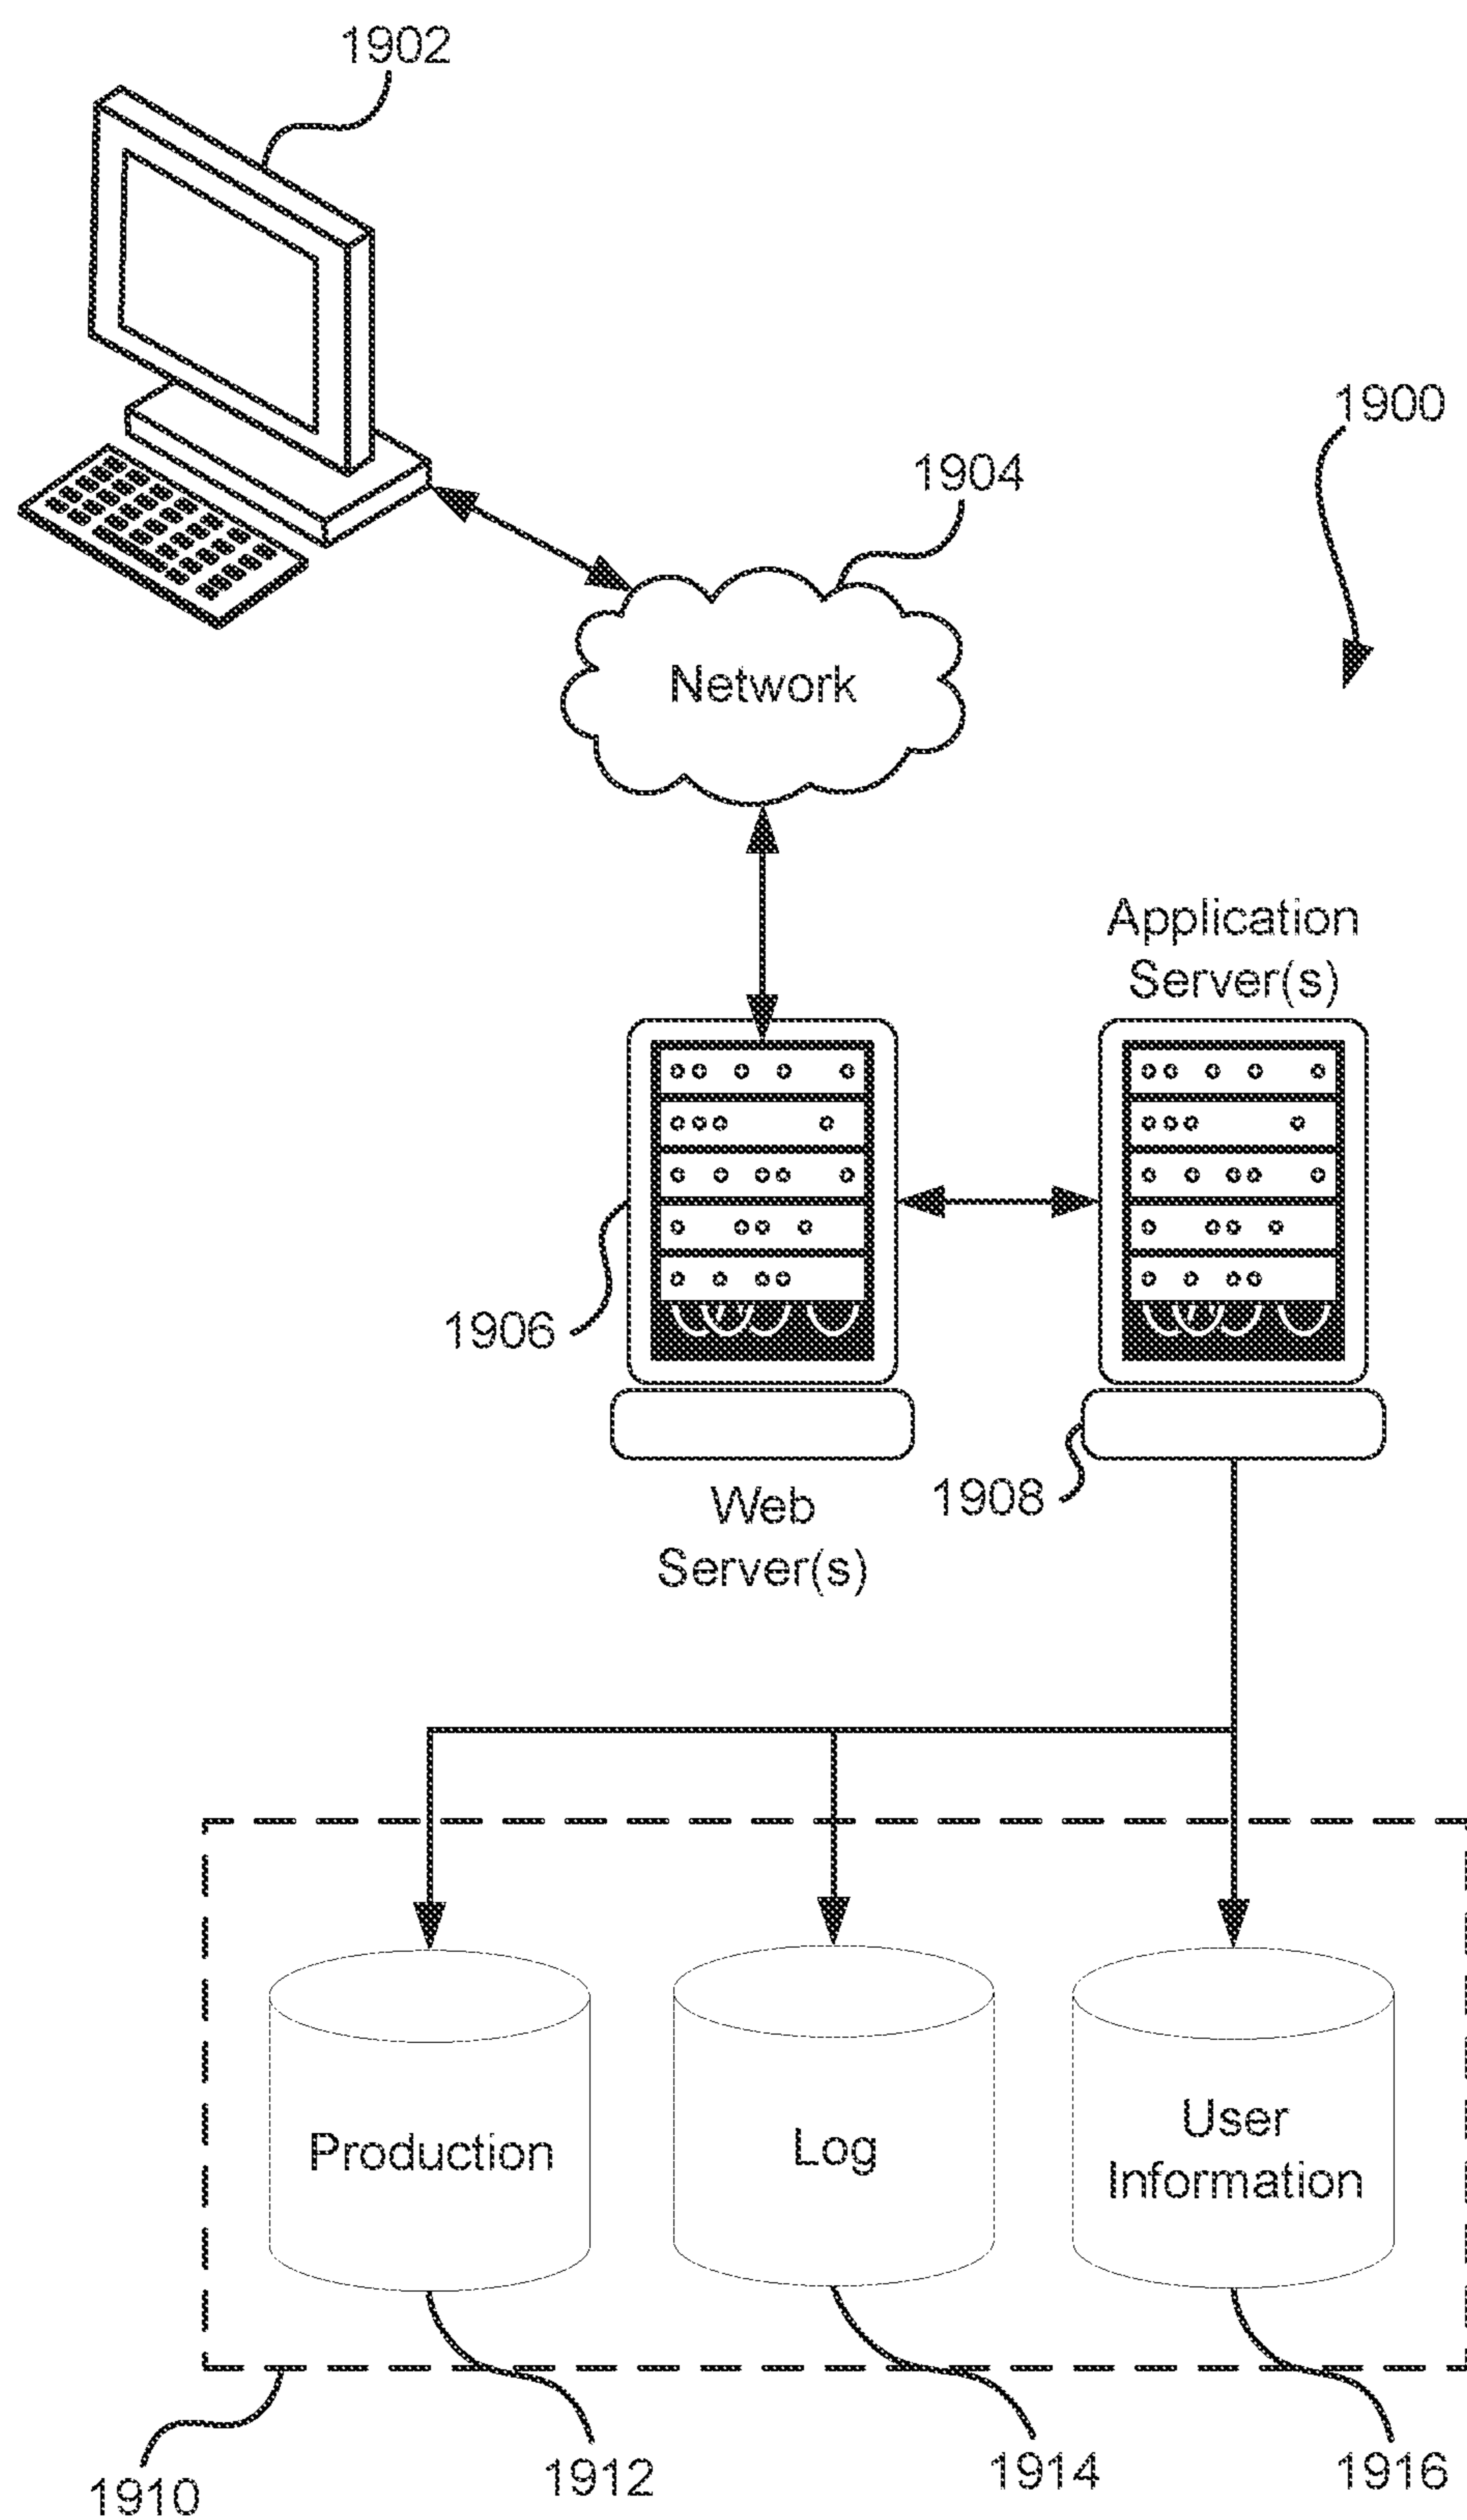 1902
1900
1904
Network
Application
Server(s)
1906
1908
Web
Server(s)
Production
Log
User
Information
1910
1912
1914
1916